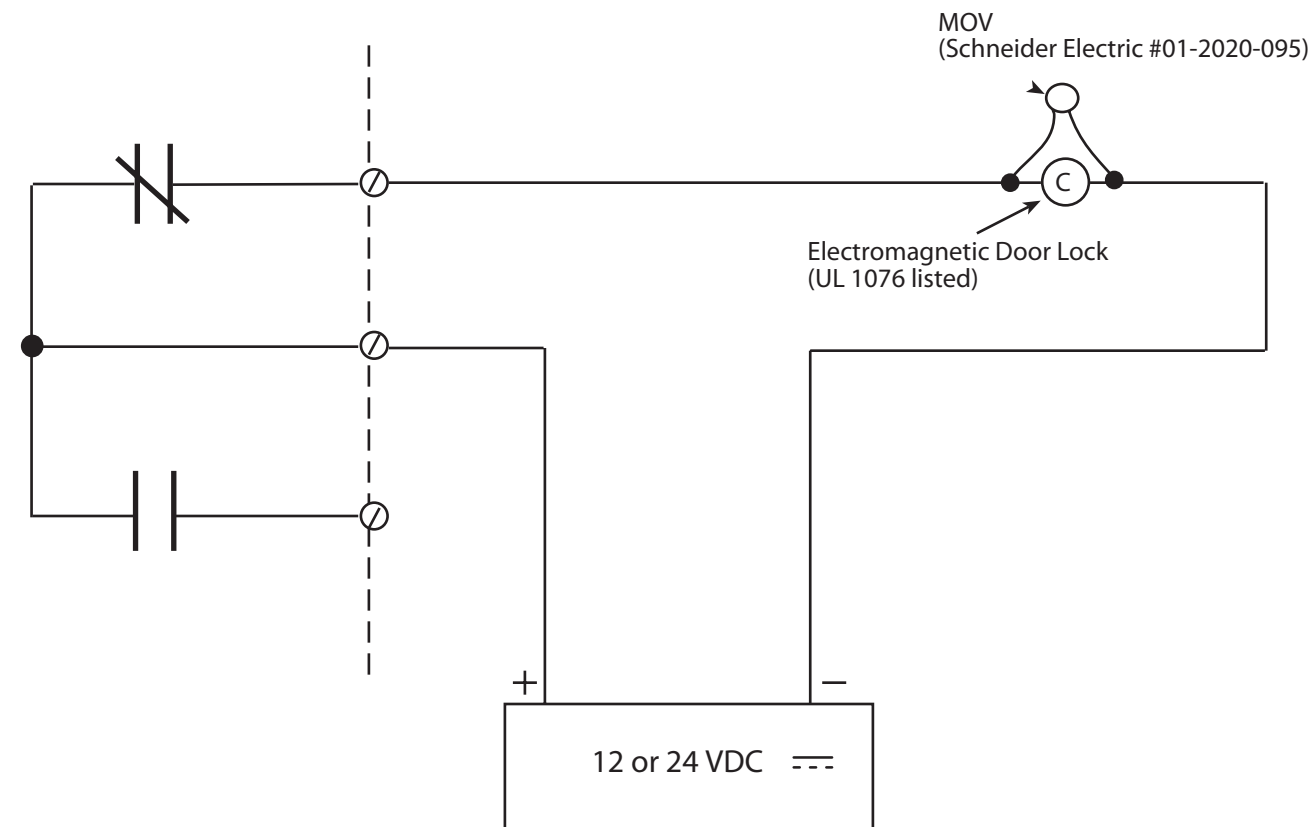 MOV
(Schneider Electric #01-2020-095)
C
Electromagnetic Door Lock
(UL 1076 listed)
+
−
12 or 24 VDC